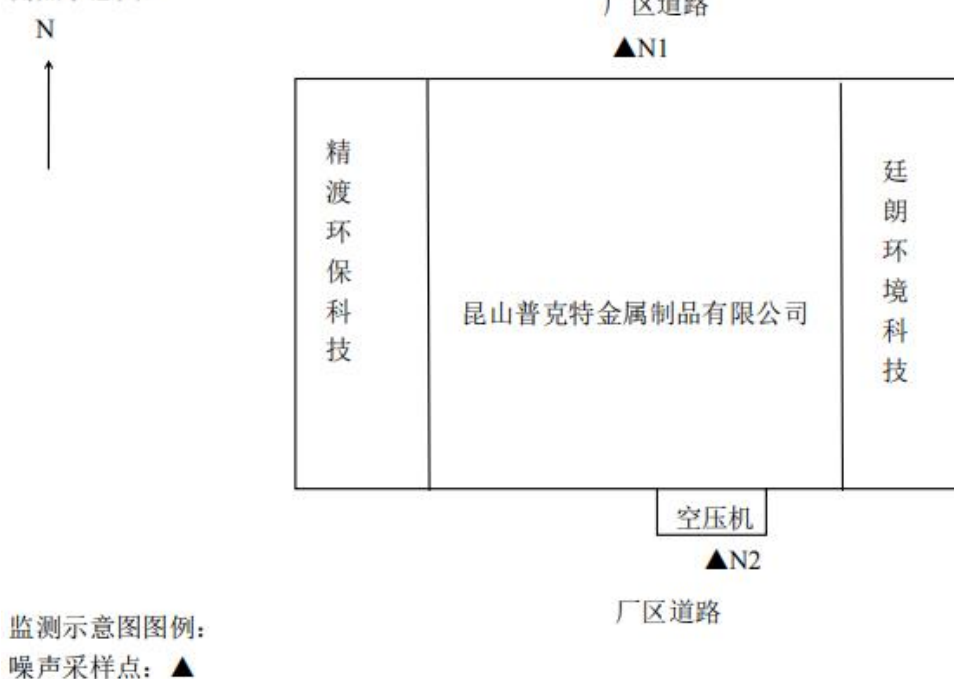 厂区道路
N
▲N1
精渡环保科技
廷朗环境科技
昆山普克特金属制品有限公司
空压机
▲N2
厂区道路
监测示意图图例：
噪声采样点：▲